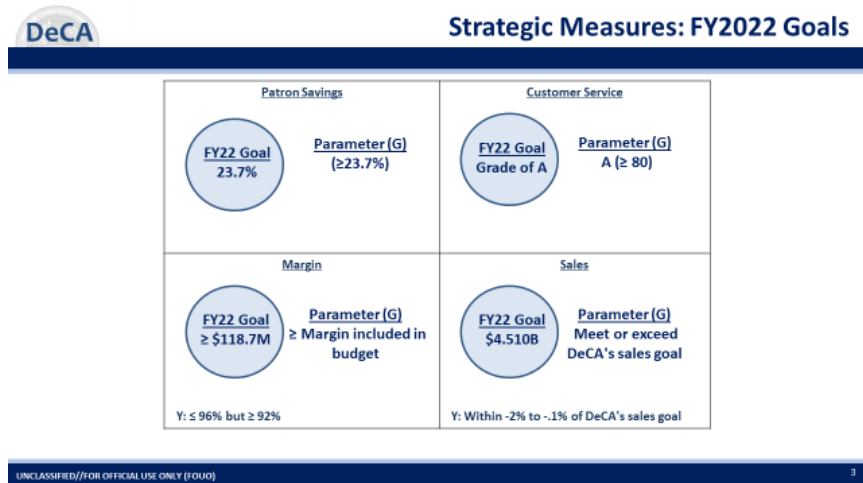 DeCA
Strategic Measures: FY2022 Goals
Patron Savings
FY22 Goal
23.7%
Parameter (G)
(≥23.7%)
Customer Service
FY22 Goal
Grade of A
Parameter (G)
A (≥ 80)
Margin
FY22 Goal
≥ $118.7M
Parameter (G)
≥ Margin included in
budget
Y: ≤ 96% but ≥ 92%
Sales
FY22 Goal
$4.510B
Parameter (G)
Meet or exceed
DeCA's sales goal
Y: Within -2% to -.1% of DeCA's sales goal
UNCLASSIFIED//FOR OFFICIAL USE ONLY (FOUO)
3